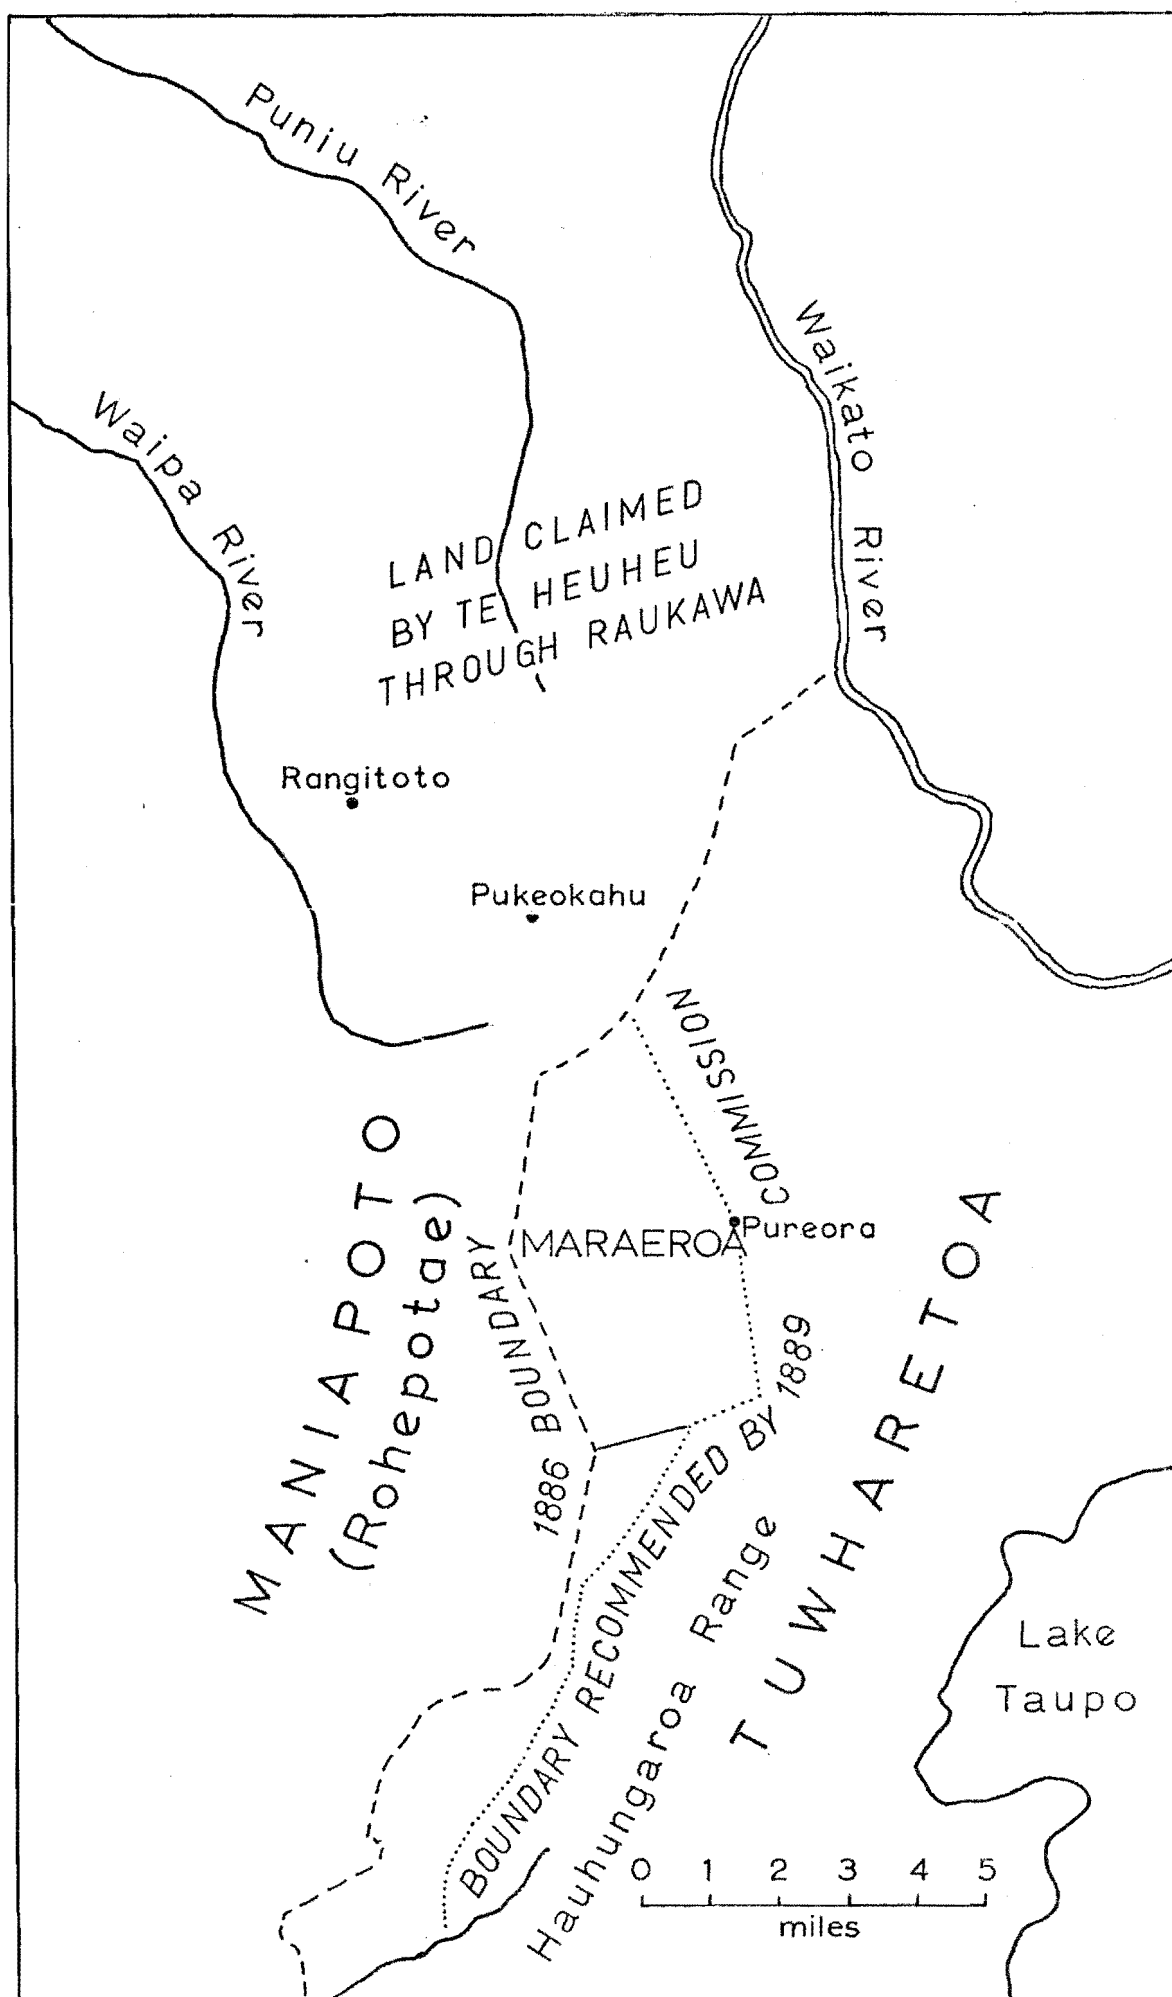 Puniu River
Waikato River
Waipa River
LAND CLAIMED
BY TE HEUHEU
THROUGH RAUKAWA
Rangitoto
Pukeokahu
MANIAPOTO
(Rohepotae)
MARAEROA
Pureora
1886 BOUNDARY
BOUNDARY RECOMMENDED BY 1889
COMMISSION
TUWHARETOA
Hauhungaroa Range
Lake
Taupo
0 1 2 3 4 5
miles